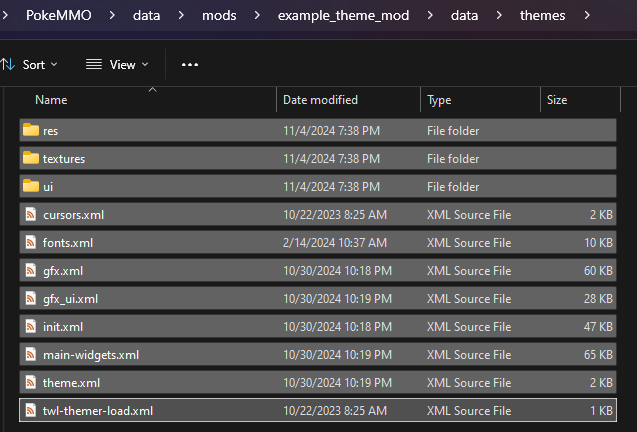 PokeMMO > data > mods > example_theme_mod > data > themes >
Sort View ...
Name Date modified Type Size
res 11/4/2024 7:38 PM File folder
textures 11/4/2024 7:38 PM File folder
ui 11/4/2024 7:38 PM File folder
cursors.xml 10/22/2023 8:25 AM XML Source File 2 KB
fonts.xml 2/14/2024 10:37 AM XML Source File 10 KB
gfx.xml 10/30/2024 10:18 PM XML Source File 60 KB
gfx_ui.xml 10/30/2024 10:19 PM XML Source File 28 KB
init.xml 10/30/2024 10:18 PM XML Source File 47 KB
main-widgets.xml 10/30/2024 10:19 PM XML Source File 65 KB
theme.xml 10/30/2024 10:19 PM XML Source File 2 KB
twl-themer-load.xml 10/22/2023 8:25 AM XML Source File 1 KB